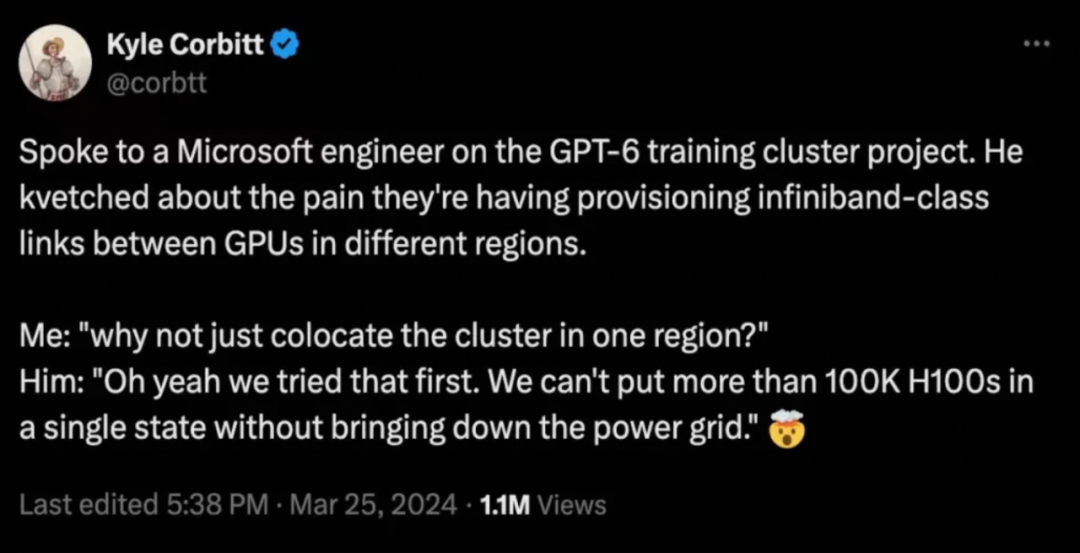 Kyle Corbitt
@corbtt
Spoke to a Microsoft engineer on the GPT-6 training cluster project. He
kvetched about the pain they're having provisioning infiniband-class
links between GPUs in different regions.
Me: "why not just colocate the cluster in one region?"
Him: "Oh yeah we tried that first. We can't put more than 100K H100s in
a single state without bringing down the power grid." 🤯
Last edited 5:38 PM · Mar 25, 2024 · 1.1M Views